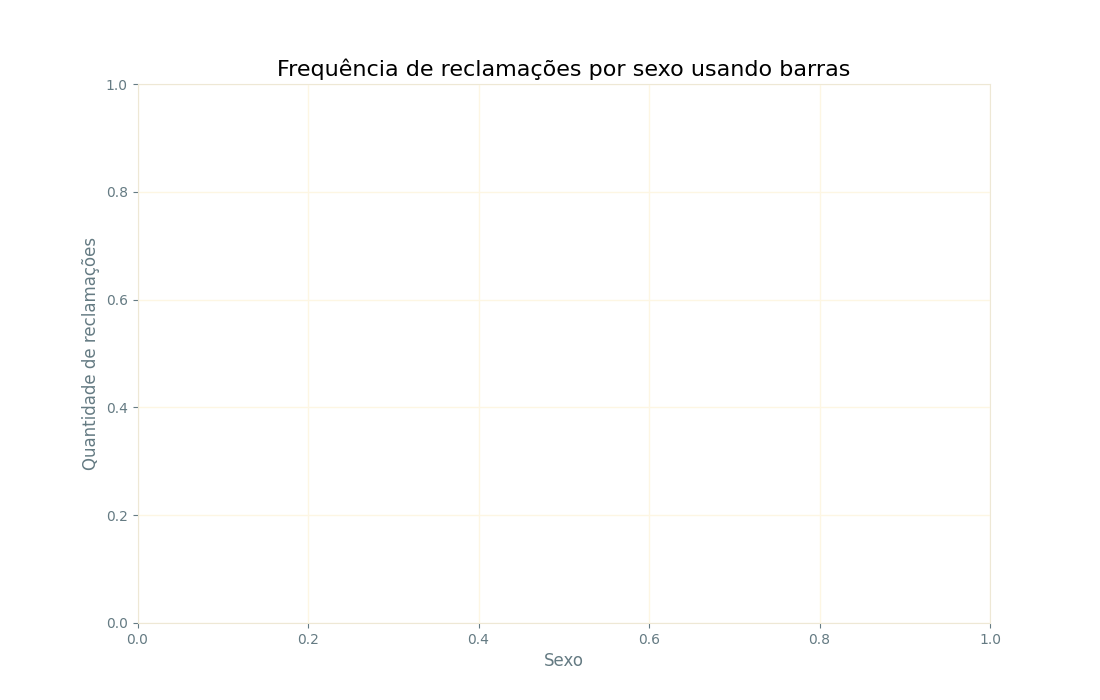 Frequência de reclamações por sexo usando barras
1.0
0.8
0.6
0.4
0.2
0.0
Quantidade de reclamações
0.0 0.2 0.4 0.6 0.8 1.0
Sexo